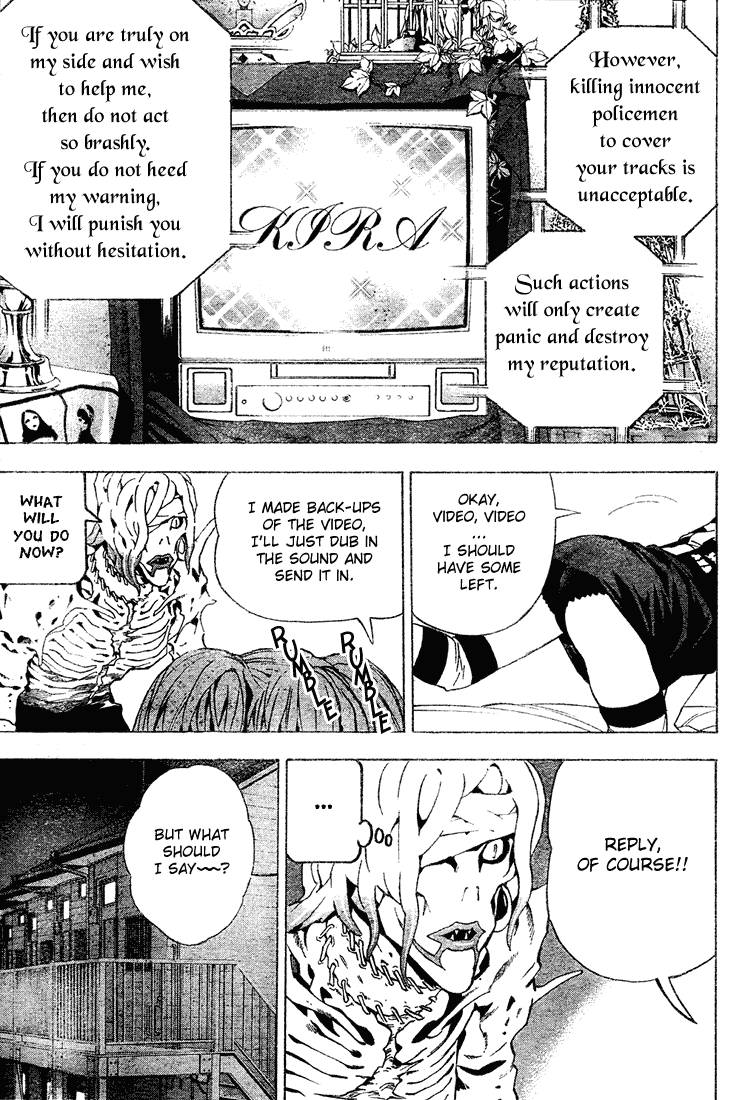 However,
killing innocent
policemen
to cover
your tracks is
unacceptable.
Such actions
will only create
panic and destroy
my reputation.
KIRA
If you are truly on
my side and wish
to help me,
then do not act
so brashly.
If you do not heed
my warning,
I will punish you
without hesitation.
OKAY,
VIDEO, VIDEO
...
I SHOULD
HAVE SOME
LEFT.
I MADE BACK-UPS
OF THE VIDEO,
I'LL JUST DUB IN
THE SOUND AND
SEND IT IN.
WHAT
WILL
YOU DO
NOW?
RUMBLE
RUMBLE
REPLY,
OF COURSE!!
...
BUT WHAT
SHOULD
I SAY~~~?